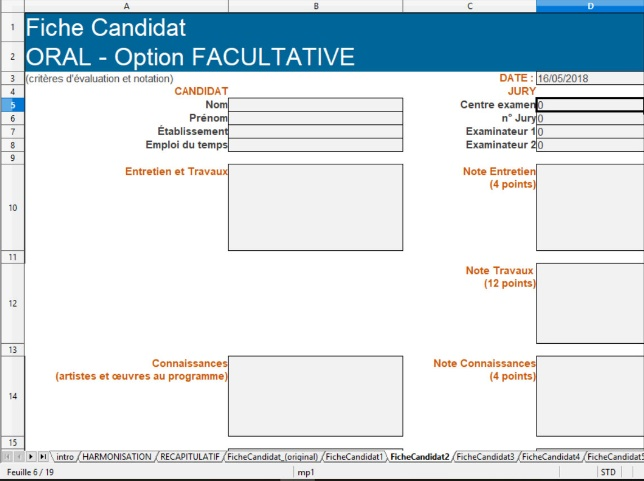 A B C D
1 Fiche Candidat
2 ORAL - Option FACULTATIVE
3 (critères d'évaluation et notation) DATE : 16/05/2018
4 CANDIDAT JURY
5 Nom Centre examen 0
6 Prénom n° Jury 0
7 Établissement Examinateur 1 0
8 Emploi du temps Examinateur 2 0
9
Entretien et Travaux Note Entretien
(4 points)
10
11
Note Travaux
(12 points)
12
13
Connaissances Note Connaissances
(artistes et œuvres au programme) (4 points)
14
15
intro HARMONISATION RECAPITULATIF FicheCandidat_(original) FicheCandidat1 FicheCandidat2 FicheCandidat3 FicheCandidat4 FicheCandidat5
Feuille 6 / 19 mp1 STD